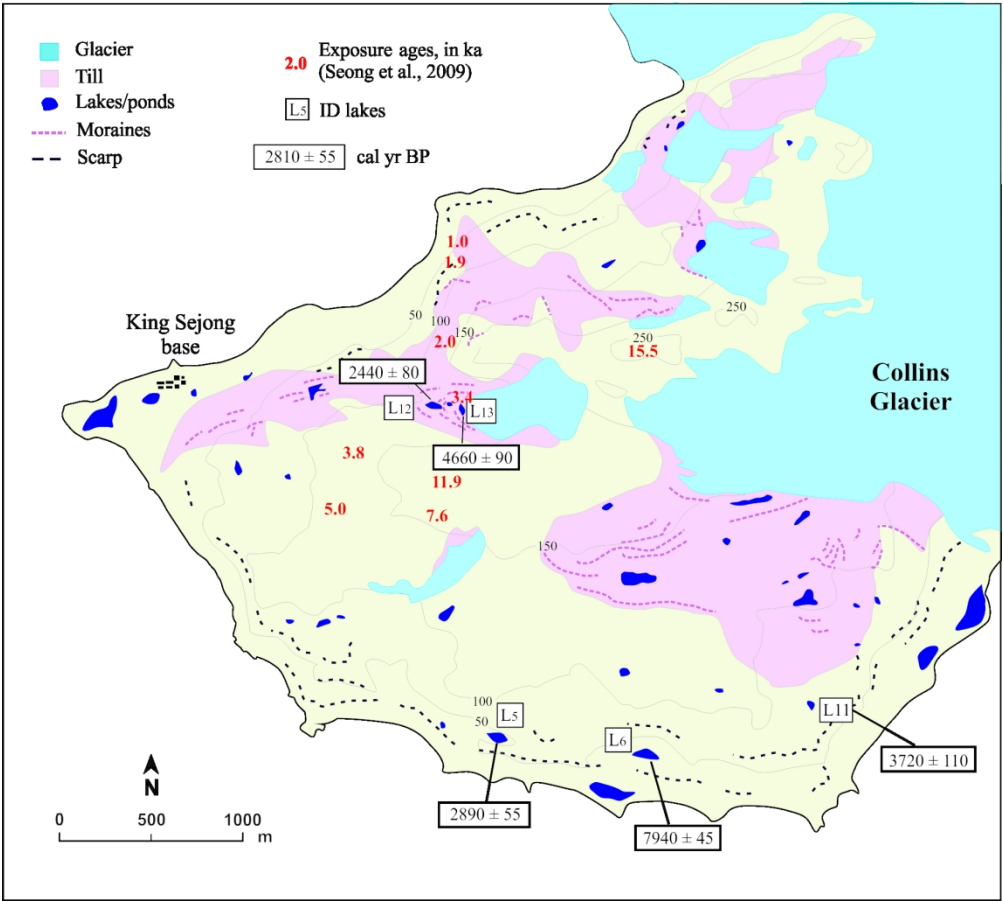 Glacier
Till
Lakes/ponds
Moraines
Scarp
2.0 Exposure ages, in ka
(Seong et al., 2009)
L5 ID lakes
2810 ± 55 cal yr BP
1.0
1.9
250
50
100
150
King Sejong
base
2.0
250
15.5
2440 ± 80
Collins
Glacier
3.4
L12
L13
3.8
4660 ± 90
11.9
5.0
7.6
150
100
50
L5
L6
L11
3720 ± 110
N
0 500 1000
m
2890 ± 55
7940 ± 45